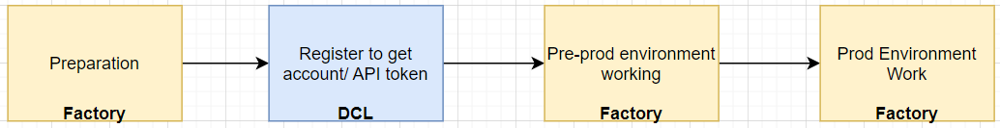 Preparation
Factory
Register to get
account/ API token
DCL
Pre-prod environment
working
Factory
Prod Environment
Work
Factory